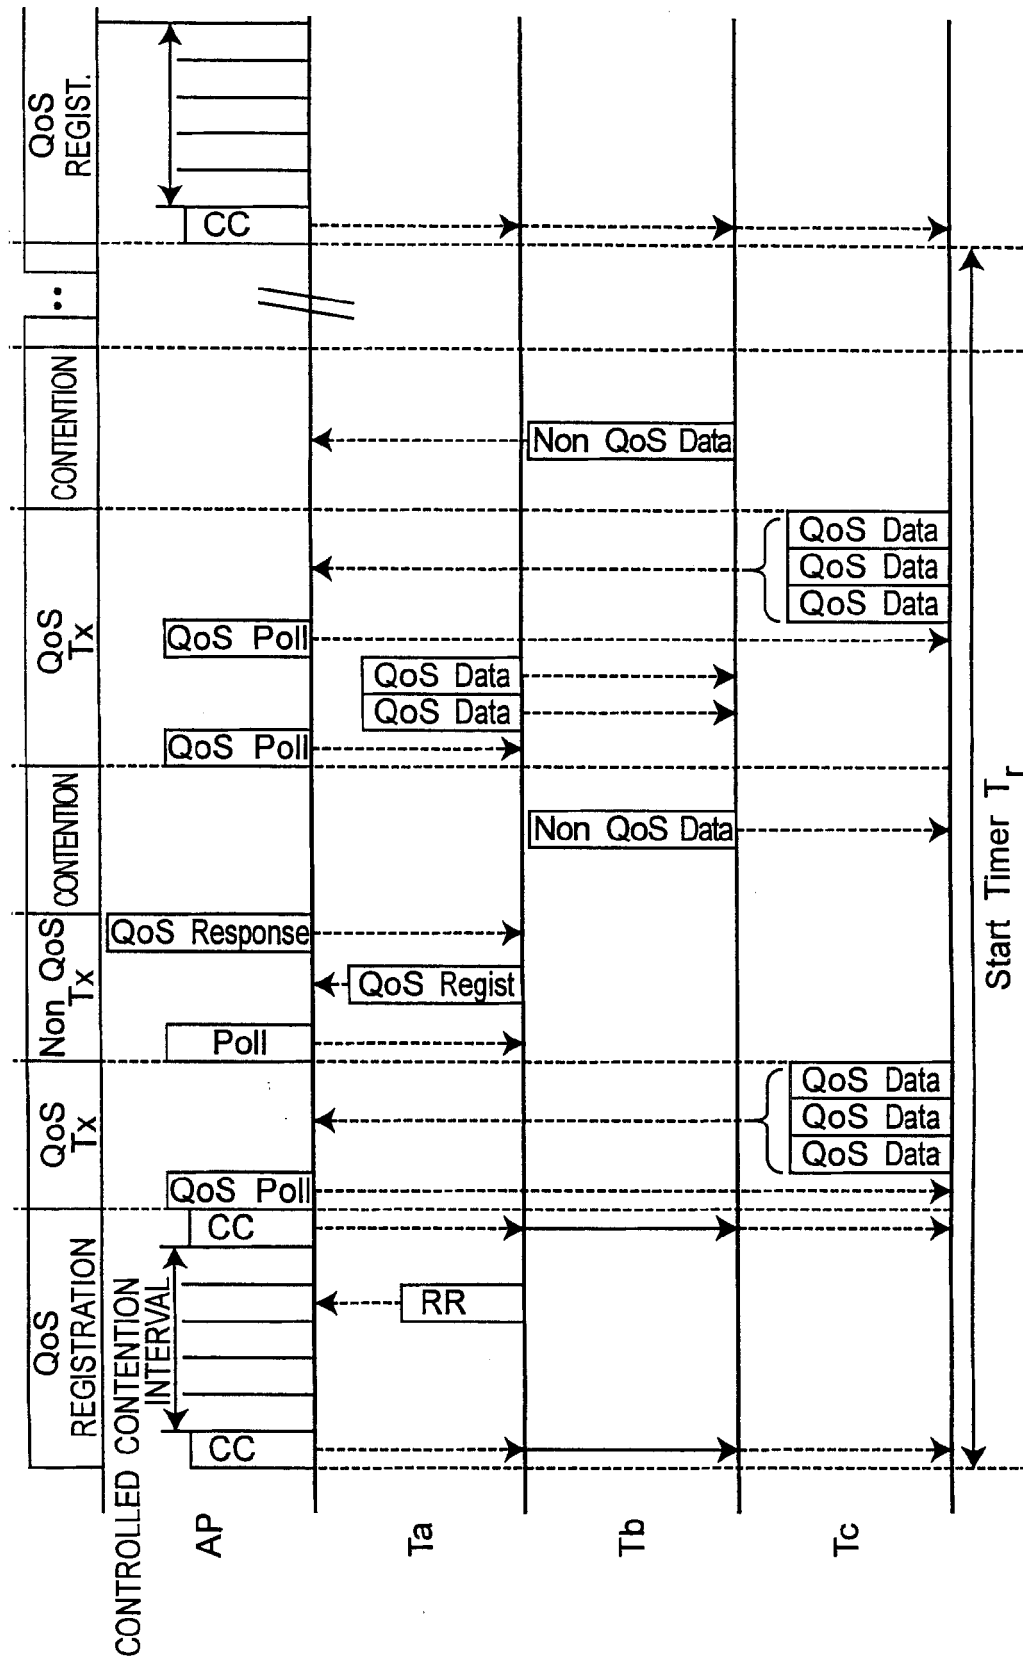 QoS
REGISTRATION
QoS
Tx
Non QoS
Tx
CONTENTION
QoS
Tx
CONTENTION
QoS
REGIST.
CONTROLLED CONTENTION
INTERVAL
AP
CC
CC
QoS Poll
Poll
QoS Response
QoS Poll
QoS Poll
CC
Ta
RR
QoS Regist
QoS Data
QoS Data
Tb
Non QoS Data
Non QoS Data
Tc
QoS Data
QoS Data
QoS Data
QoS Data
QoS Data
QoS Data
Start Timer Tr